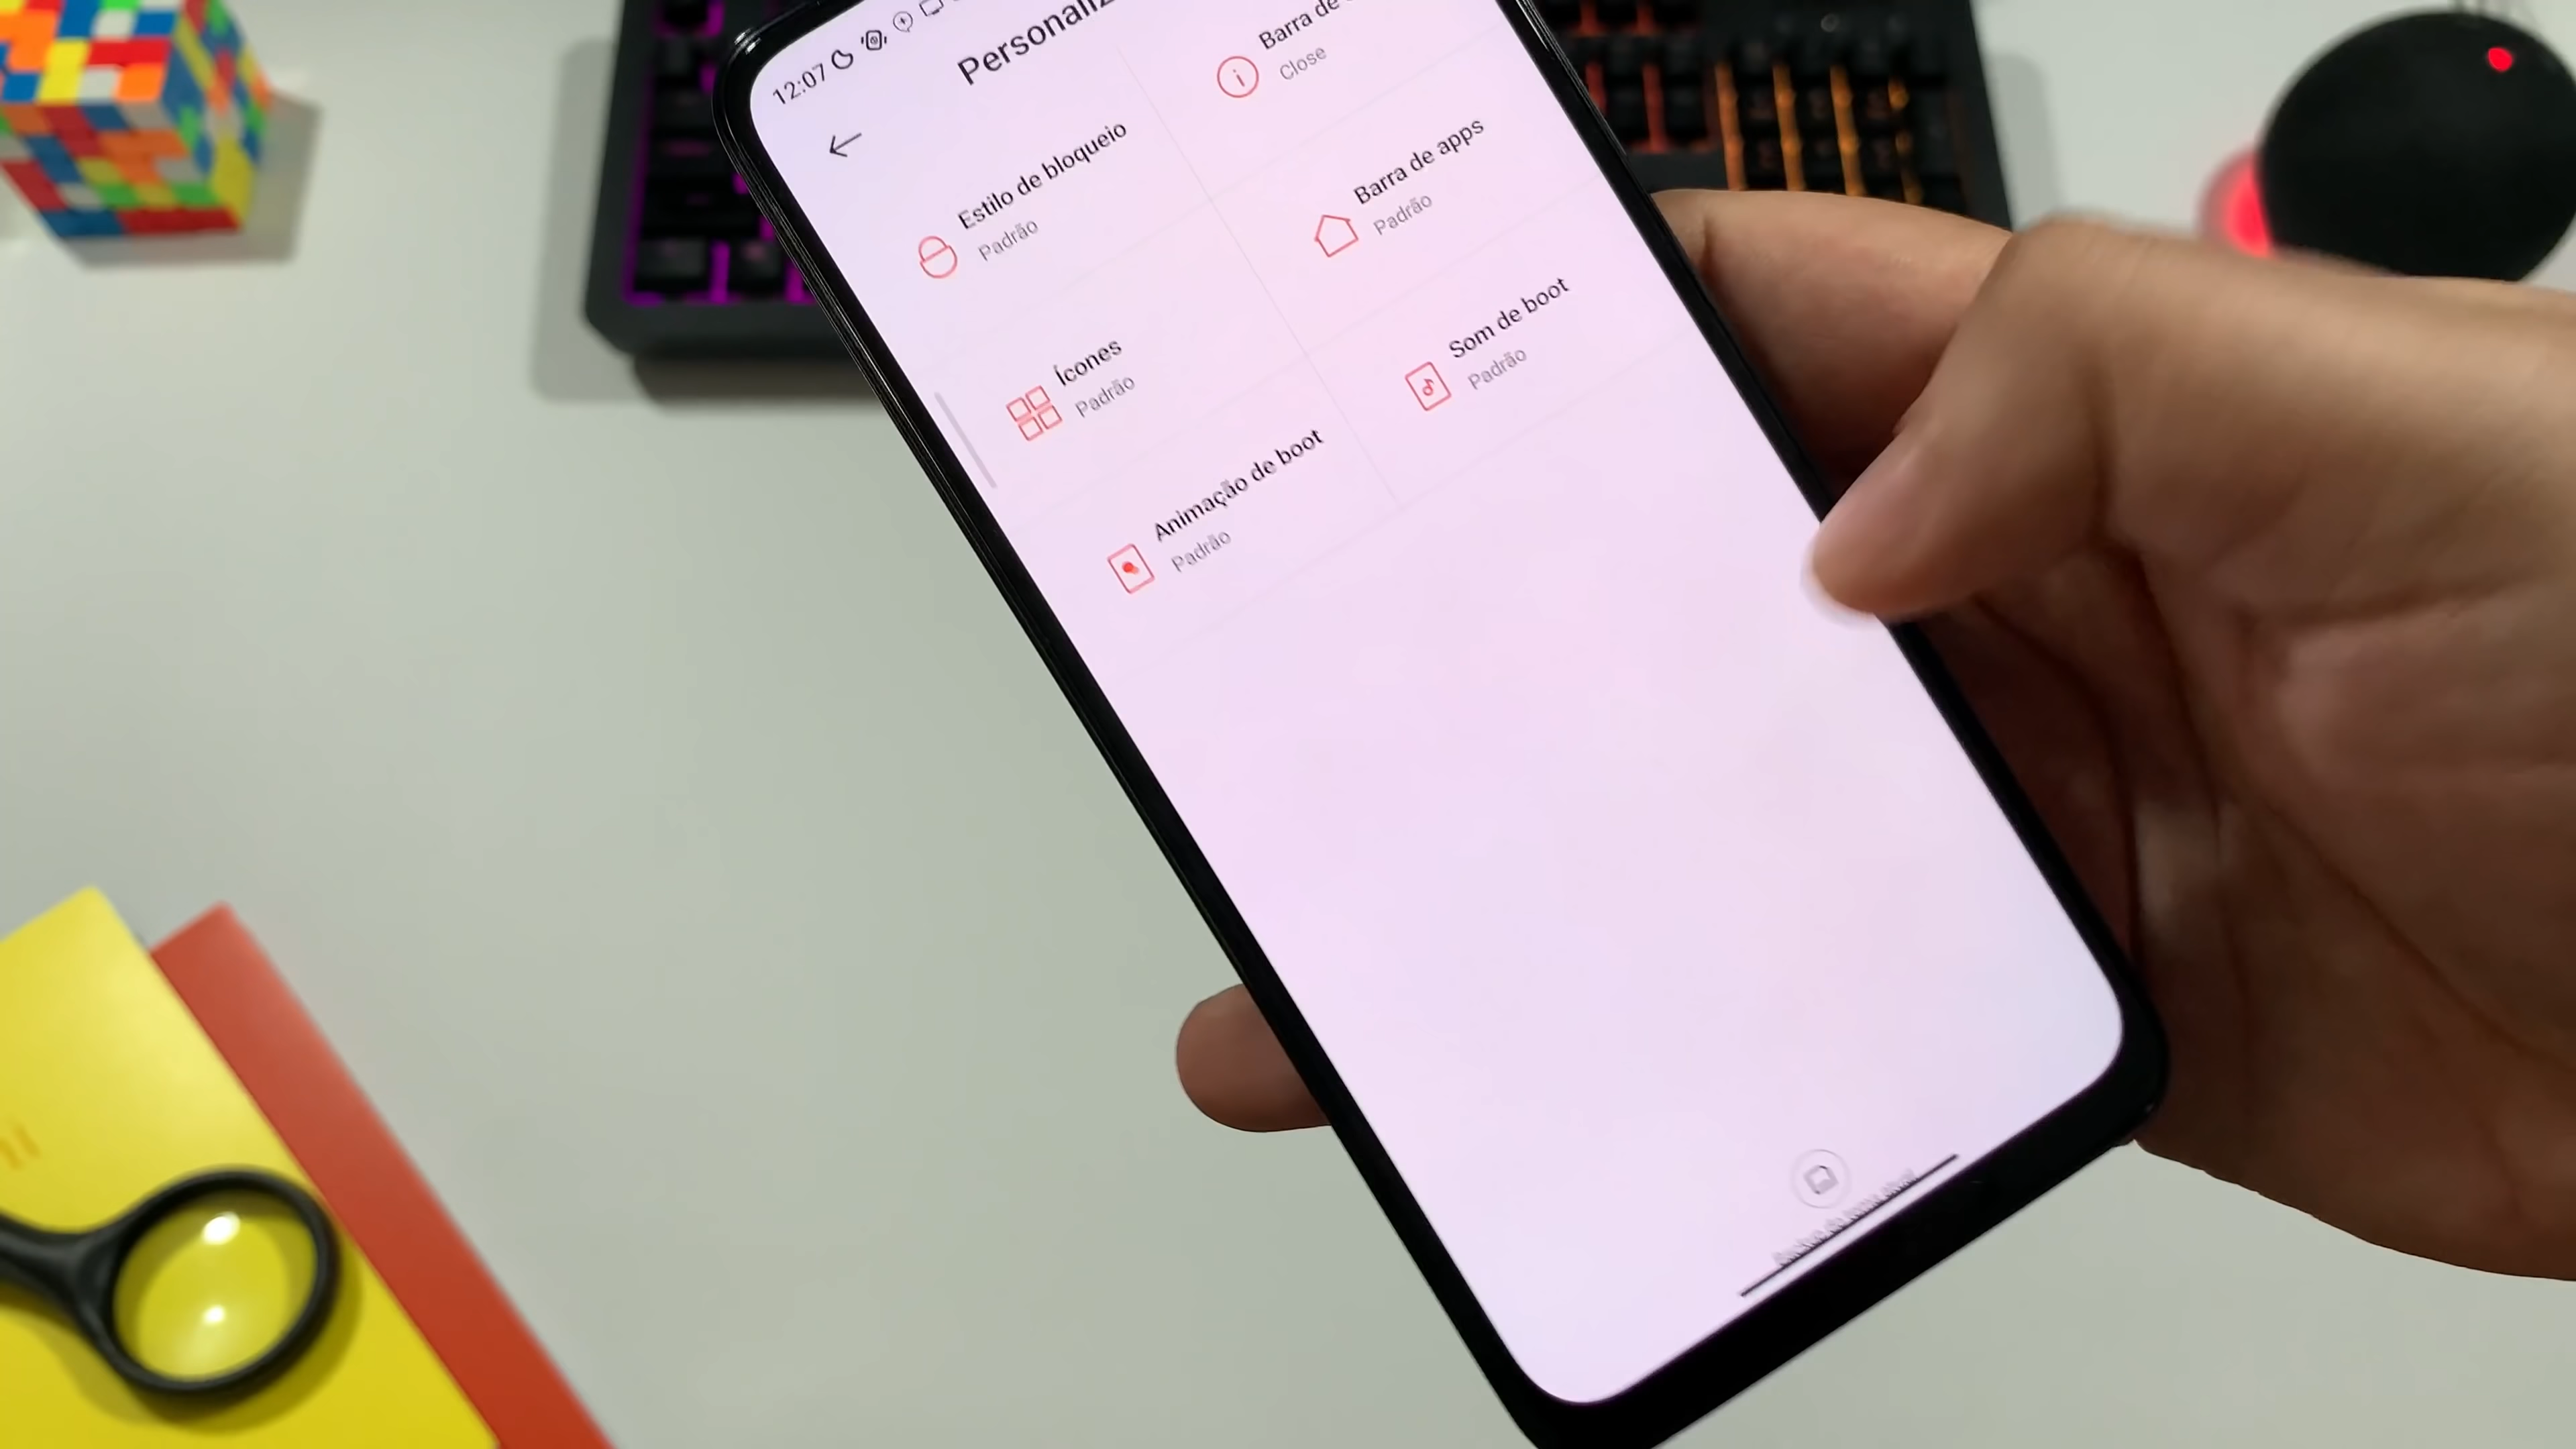 12:07
Personaliz
Estilo de bloqueio
Padrão
Barra de
Close
Ícones
Padrão
Barra de apps
Padrão
Animação de boot
Padrão
Som de boot
Padrão